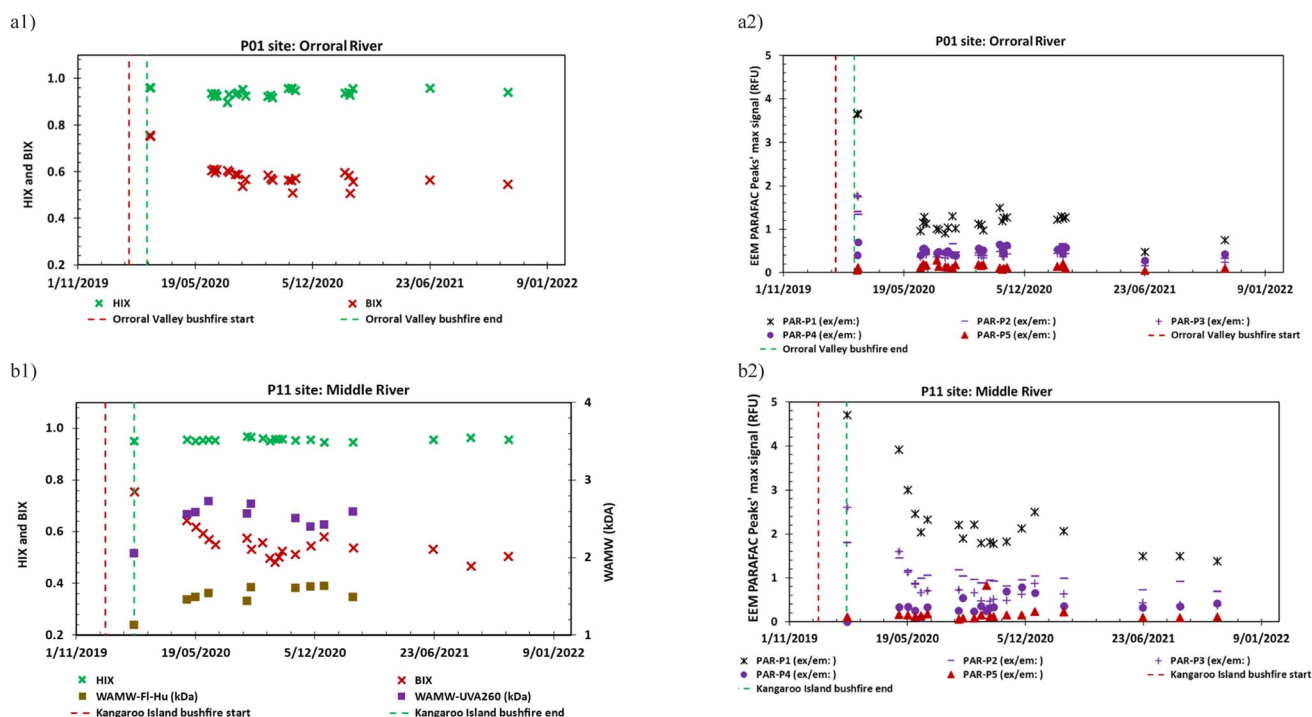 a1)
P01 site: Orroral River
HIX and BIX
1.0
0.8
0.6
0.4
0.2
1/11/2019
19/05/2020
5/12/2020
23/06/2021
9/01/2022
HIX
BIX
Orroral Valley bushfire start
Orroral Valley bushfire end
a2)
P01 site: Orroral River
EEM PARAFAC Peaks' max signal (RFU)
5
4
3
2
1
0
1/11/2019
19/05/2020
5/12/2020
23/06/2021
9/01/2022
PAR-P1 (ex/em: )
PAR-P2 (ex/em: )
PAR-P3 (ex/em: )
PAR-P4 (ex/em: )
PAR-P5 (ex/em: )
Orroral Valley bushfire start
Orroral Valley bushfire end
b1)
P11 site: Middle River
HIX and BIX
1.0
0.8
0.6
0.4
0.2
WAMW (kDa)
4
3
2
1
1/11/2019
19/05/2020
5/12/2020
23/06/2021
9/01/2022
HIX
BIX
WAMW-Fl-Hu (kDa)
WAMW-UVA260 (kDa)
Kangaroo Island bushfire start
Kangaroo Island bushfire end
b2)
P11 site: Middle River
EEM PARAFAC Peaks' max signal (RFU)
5
4
3
2
1
0
1/11/2019
19/05/2020
5/12/2020
23/06/2021
9/01/2022
PAR-P1 (ex/em: )
PAR-P2 (ex/em: )
PAR-P3 (ex/em: )
PAR-P4 (ex/em: )
PAR-P5 (ex/em: )
Kangaroo Island bushfire start
Kangaroo Island bushfire end